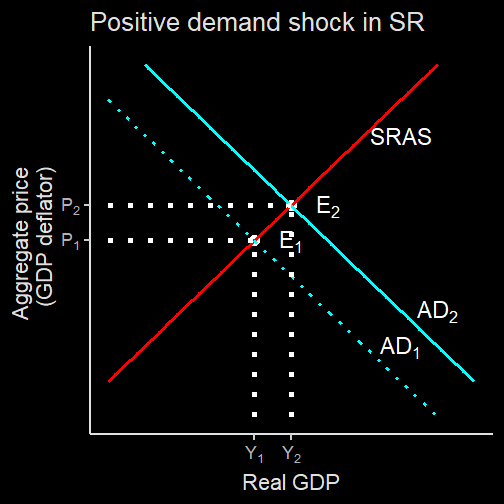 Positive demand shock in SR
SRAS
Aggregate price
(GDP deflator)
P₂
E₂
P₁
E₁
AD₂
AD₁
Y₁
Y₂
Real GDP